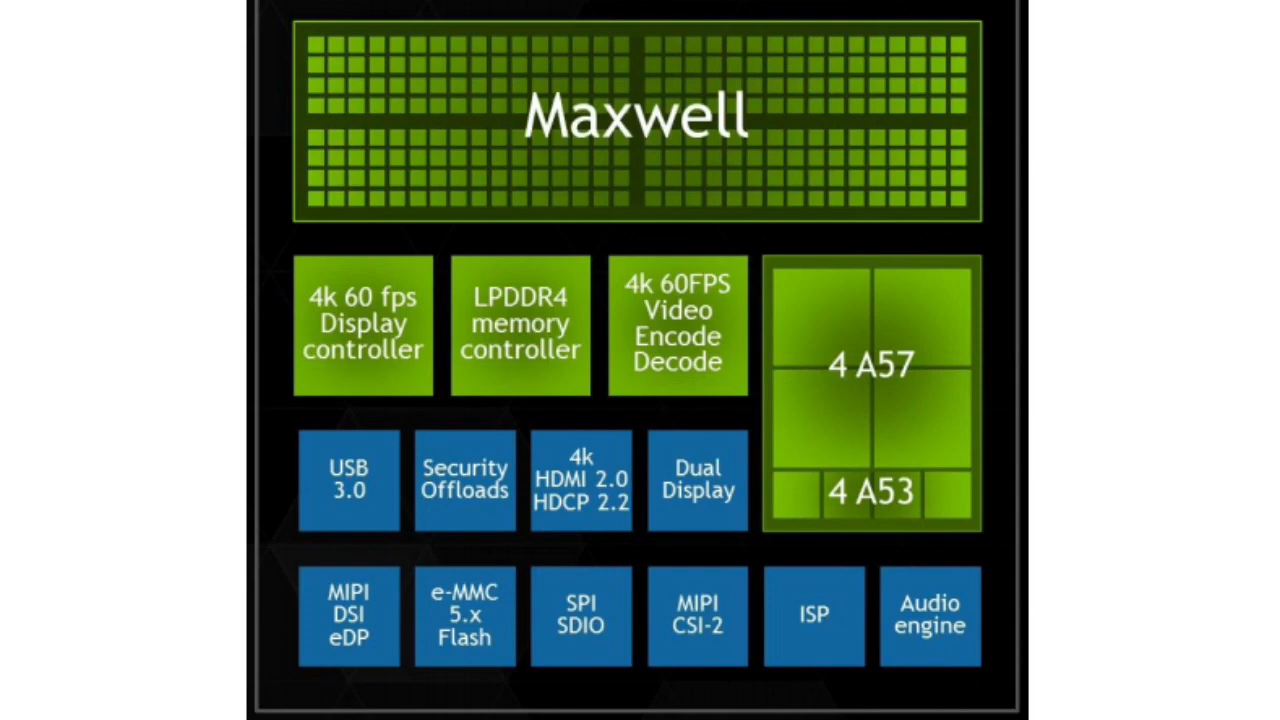 Maxwell
4k 60 fps
Display
controller
LPDDR4
memory
controller
4k 60FPS
Video
Encode
Decode
4 A57
4 A53
USB
3.0
Security
Offloads
4k
HDMI 2.0
HDCP 2.2
Dual
Display
MIPI
DSI
eDP
e-MMC
5.x
Flash
SPI
SDIO
MIPI
CSI-2
ISP
Audio
engine